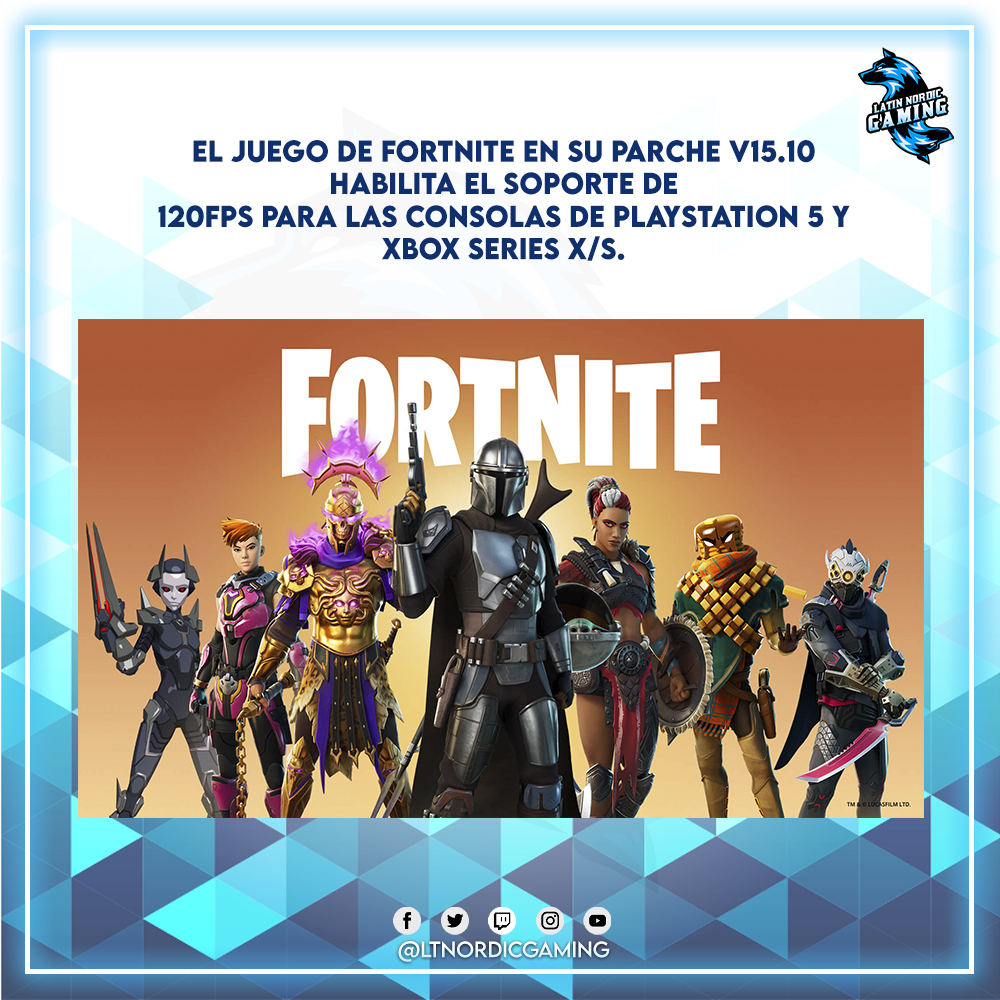 LATIN NORDIC
GAMING
EL JUEGO DE FORTNITE EN SU PARCHE V15.10
HABILITA EL SOPORTE DE
120FPS PARA LAS CONSOLAS DE PLAYSTATION 5 Y
XBOX SERIES X/S.
FORTNITE
TM & © LUCASFILM LTD.
@LTNORDICGAMING